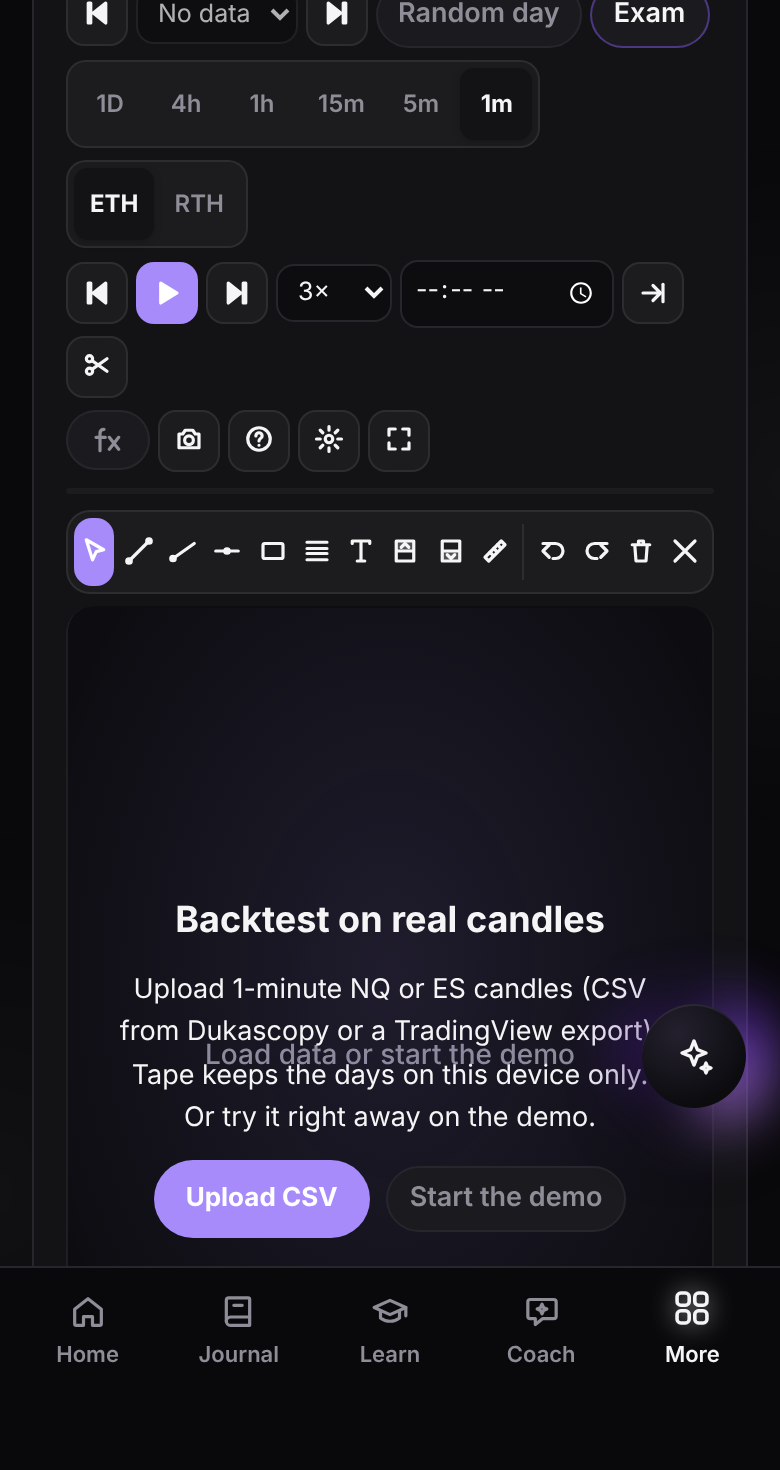 No data
Random day
Exam
1D 4h 1h 15m 5m 1m
ETH RTH
3× --:-- --
fx
T
Backtest on real candles
Upload 1-minute NQ or ES candles (CSV
from Dukascopy or a TradingView export)
Load data or start the demo
Tape keeps the days on this device only.
Or try it right away on the demo.
Upload CSV Start the demo
Home Journal Learn Coach More